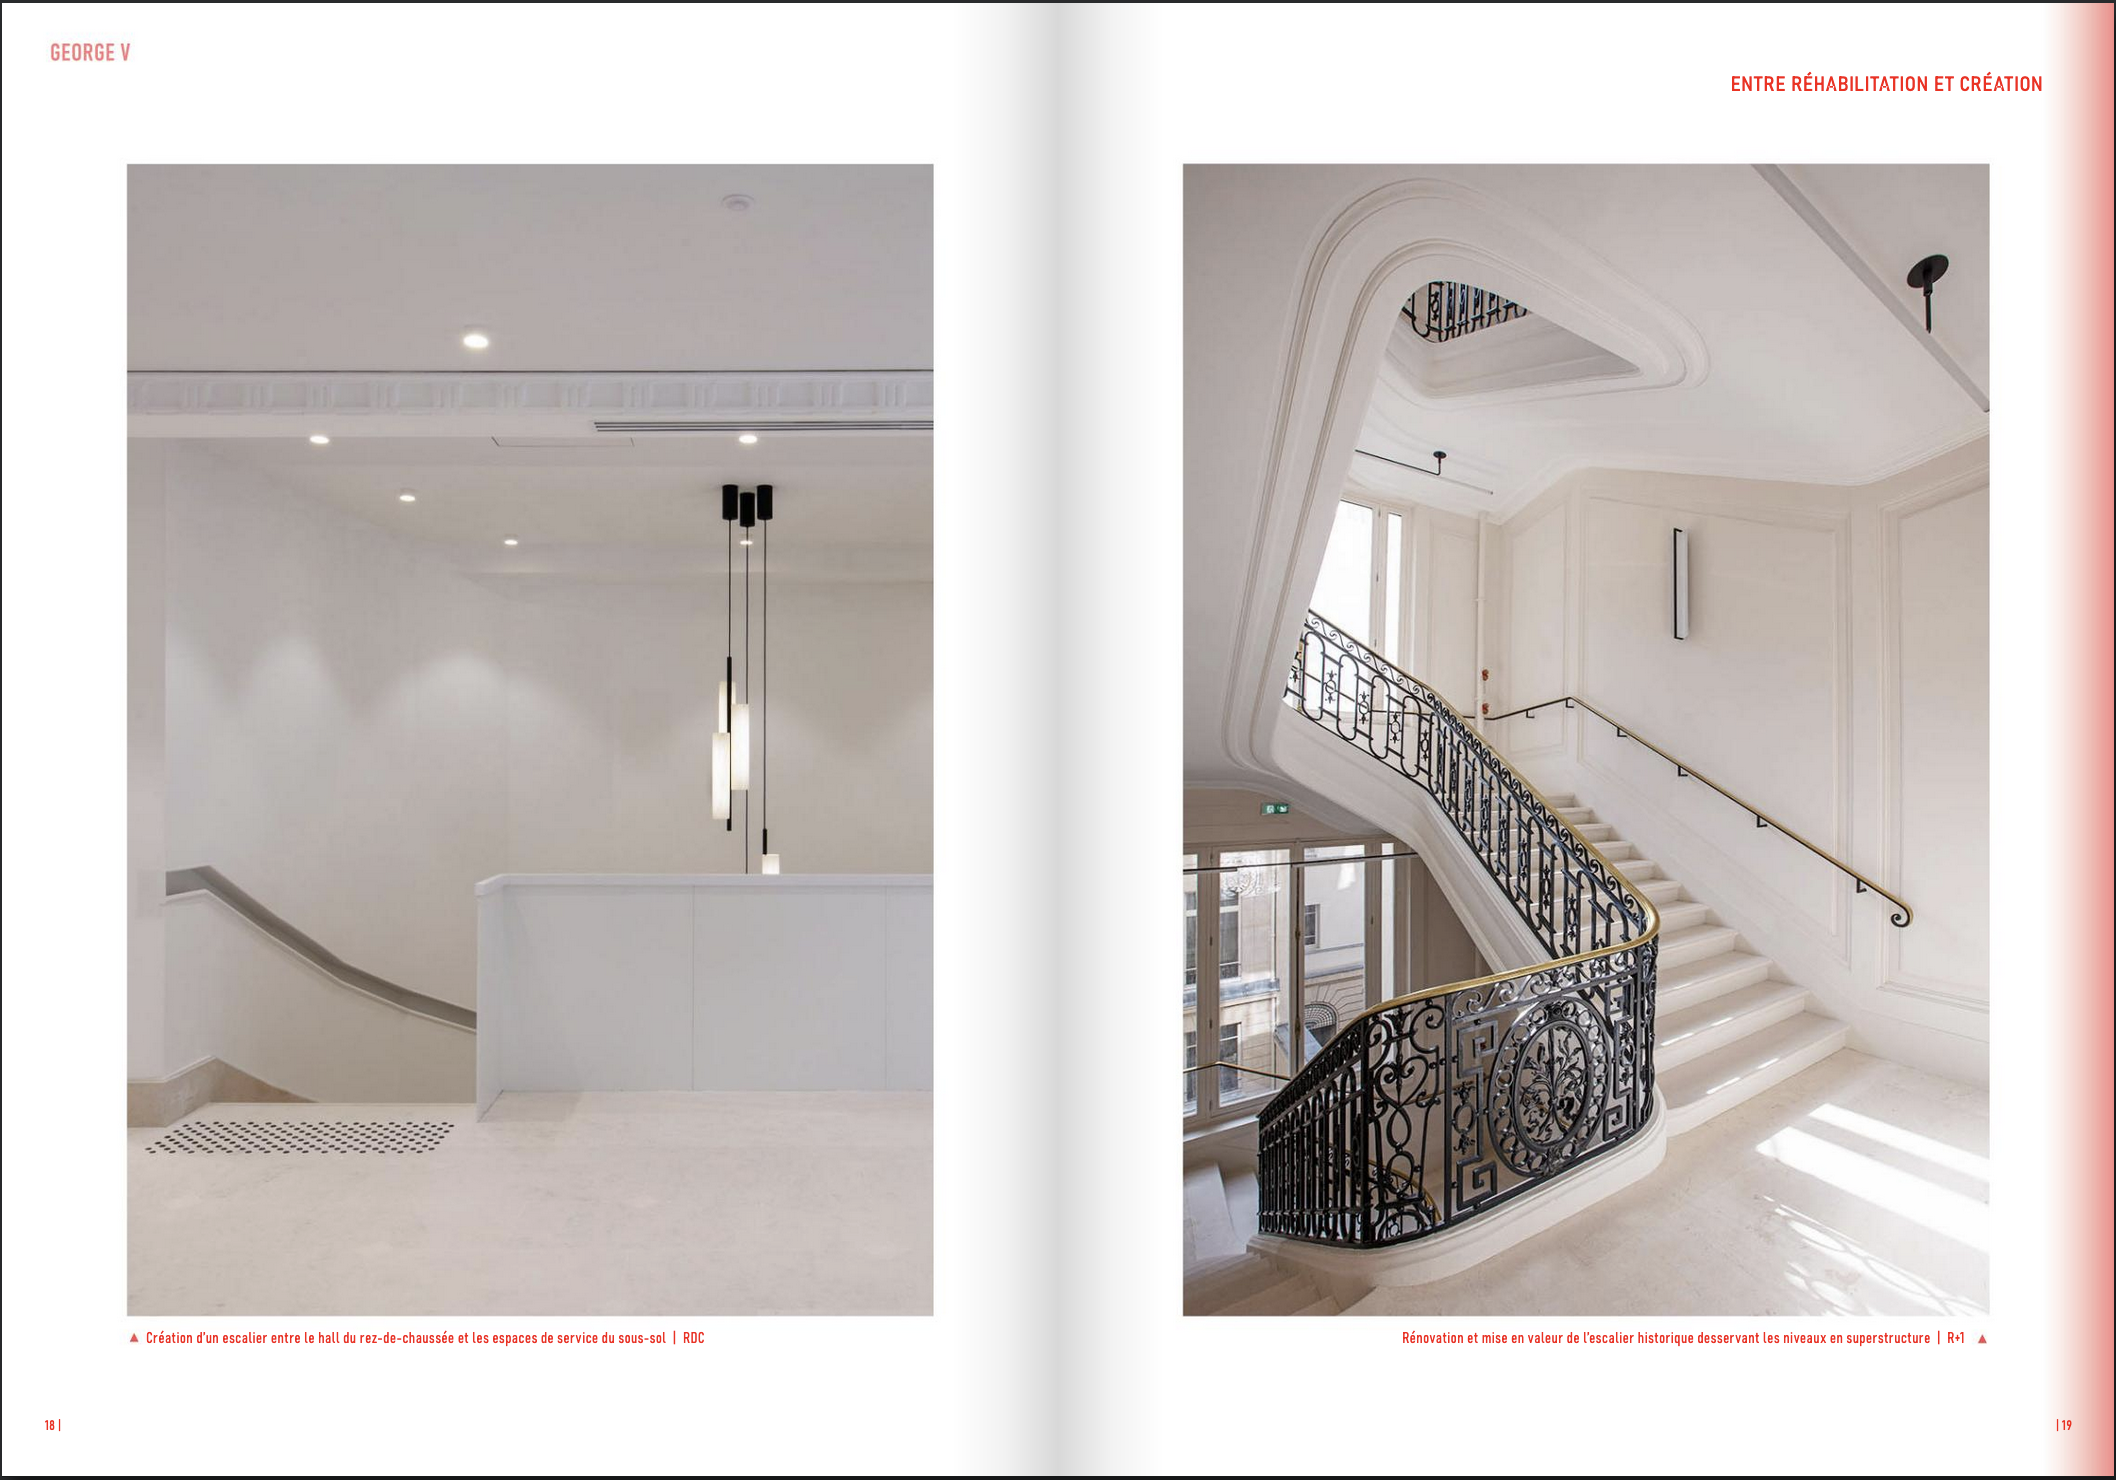 GEORGE V
ENTRE RÉHABILITATION ET CRÉATION
▲ Création d'un escalier entre le hall du rez-de-chaussée et les espaces de service du sous-sol | RDC
Rénovation et mise en valeur de l'escalier historique desservant les niveaux en superstructure | R+1 ▲
18 |
| 19